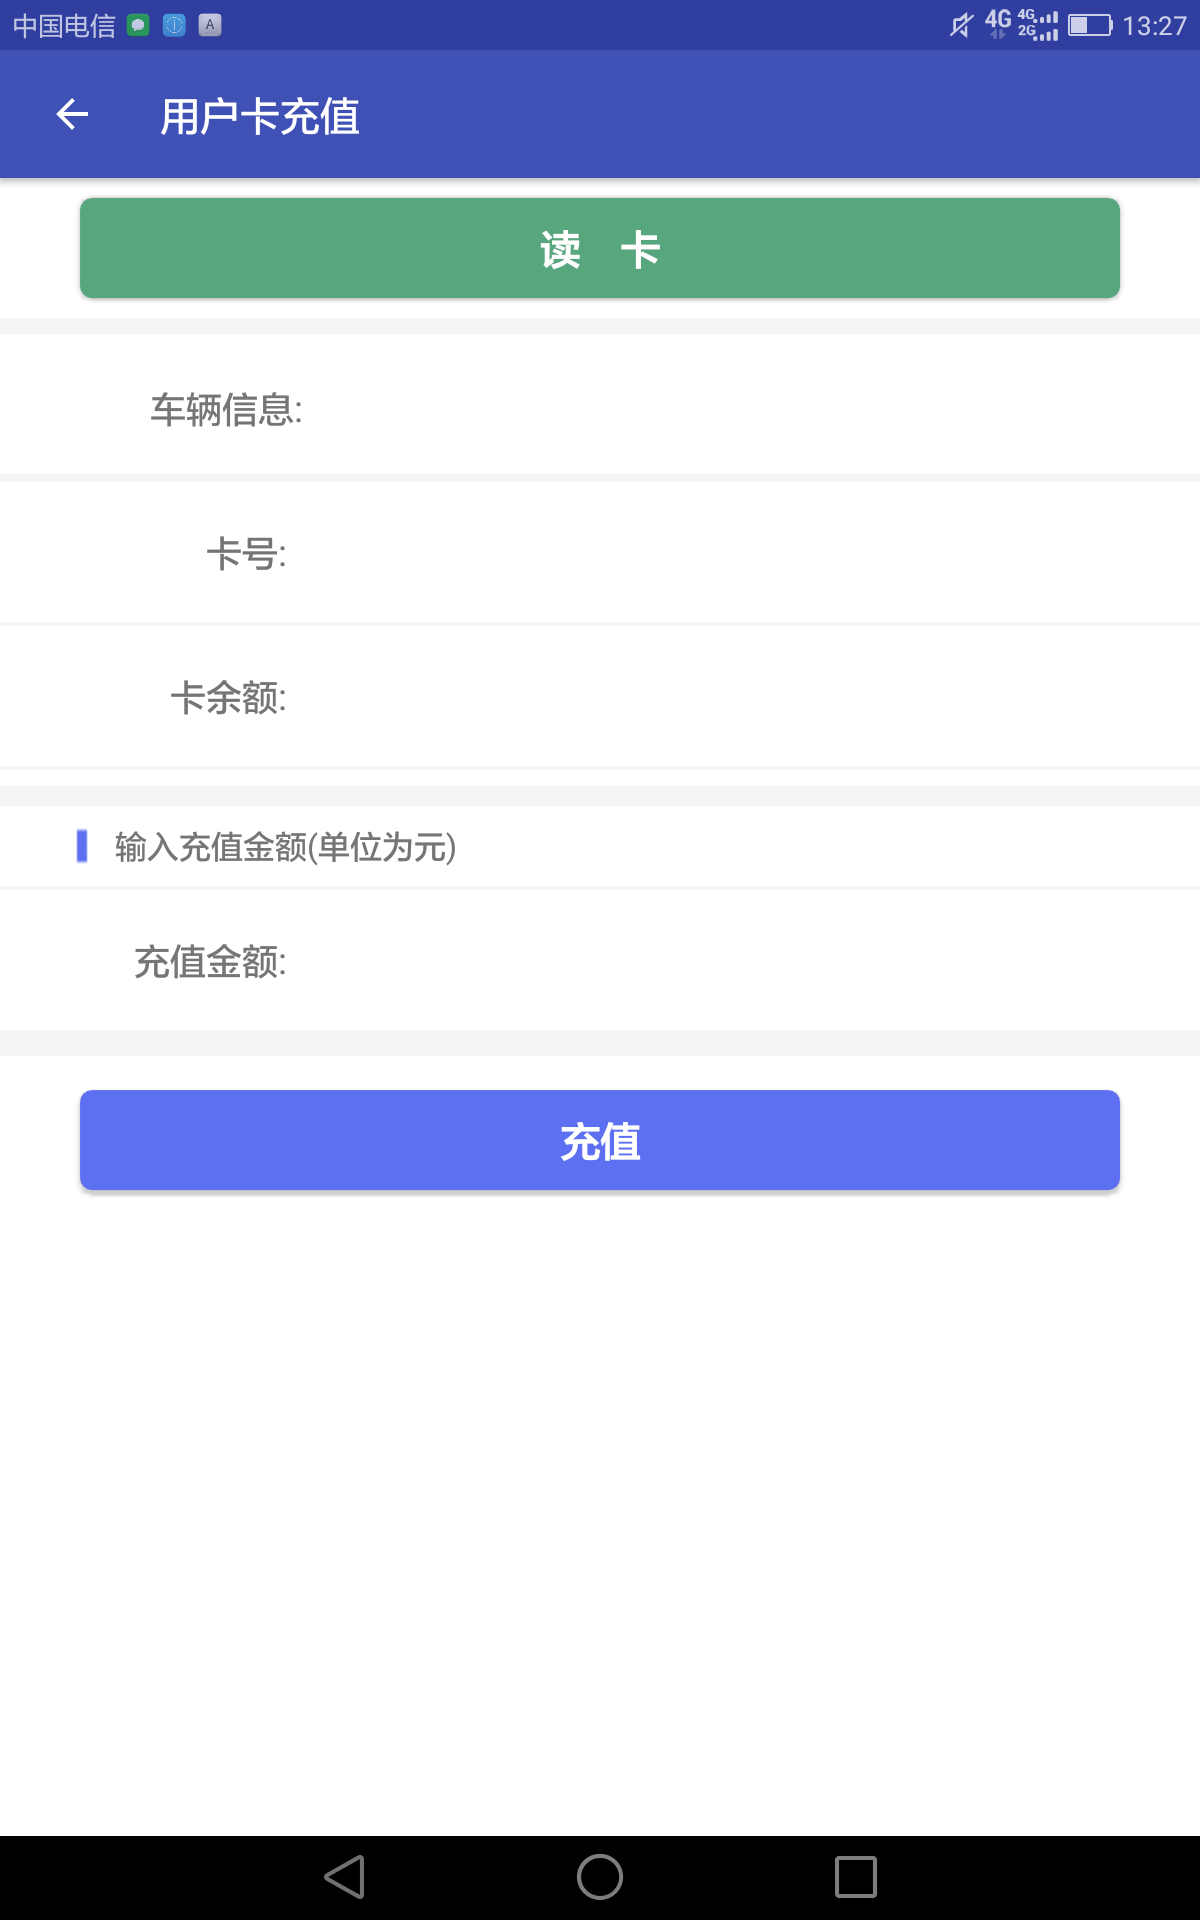 中国电信 A 4G 4G 2G 13:27
用户卡充值
读 卡
车辆信息:
卡号:
卡余额:
输入充值金额(单位为元)
充值金额:
充值